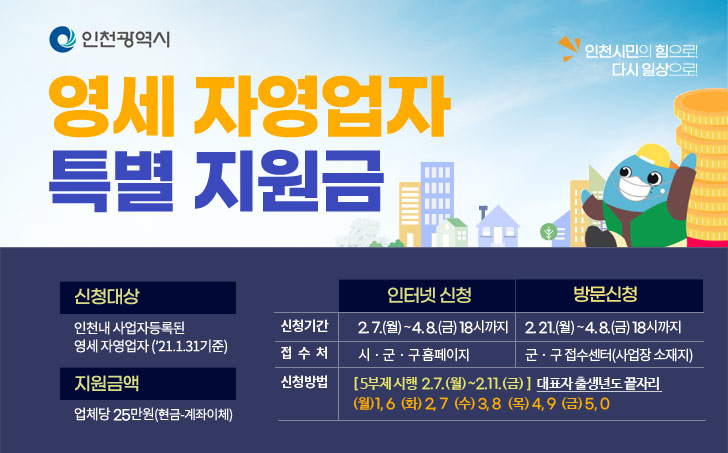 인천광역시
인천시민의 힘으로!
다시 일상으로!
영세 자영업자
특별 지원금
신청대상
인천내 사업자등록된
영세 자영업자 ('21.1.31기준)
지원금액
업체당 25만원(현금-계좌이체)
인터넷 신청 방문신청
신청기간 2. 7.(월) ~4. 8.(금) 18시까지 2. 21.(월) ~4. 8.(금) 18시까지
접 수 처 시 · 군 · 구 홈페이지 군 · 구 접수센터(사업장 소재지)
신청방법 [ 5부제 시행 2.7.(월) ~2.11.(금) ] 대표자 출생년도 끝자리
(월) 1, 6 (화) 2, 7 (수) 3, 8 (목) 4, 9 (금) 5, 0